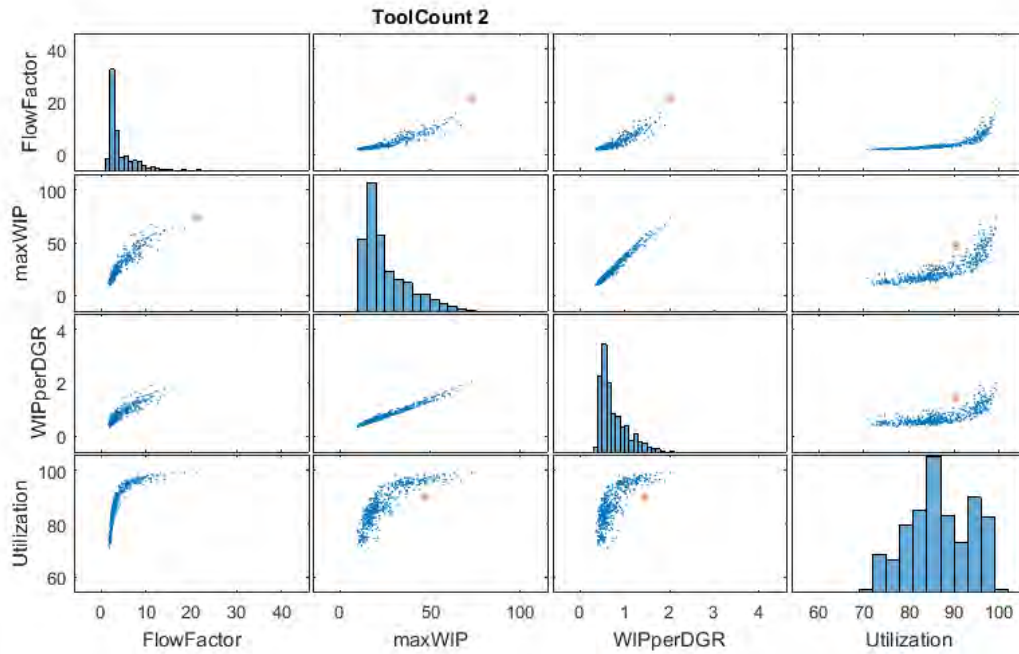 ToolCount 2
FlowFactor
40
20
0
maxWIP
100
50
0
WIPperDGR
4
2
0
Utilization
100
80
60
0 10 20 30 40
0 50 100
0 1 2 3 4
60 70 80 90 100
FlowFactor
maxWIP
WIPperDGR
Utilization